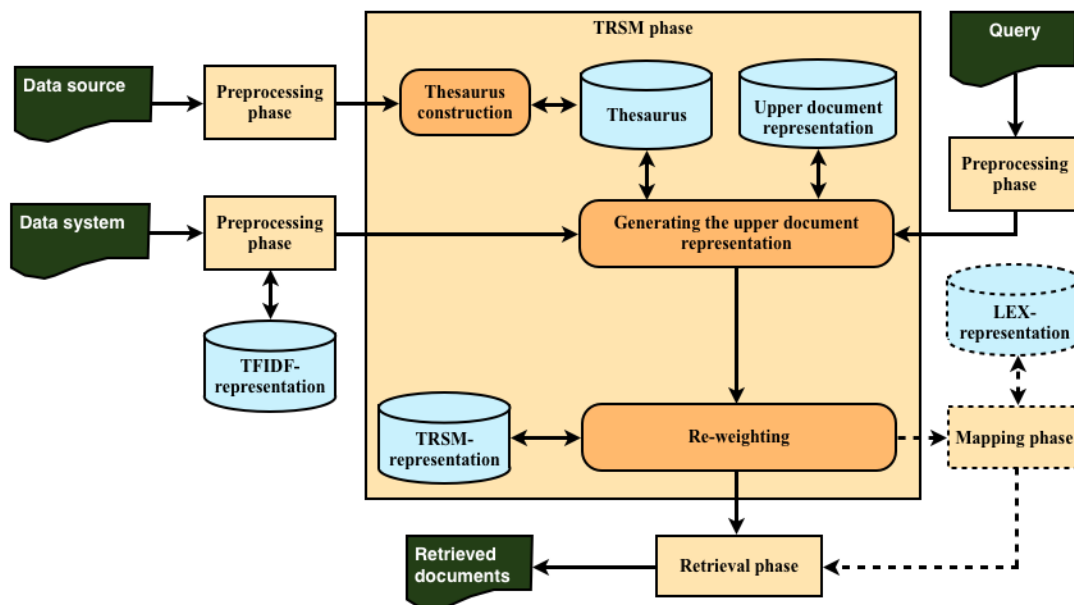 TRSM phase
Query
Data source
Preprocessing
phase
Thesaurus
construction
Thesaurus
Upper document
representation
Preprocessing
phase
Data system
Preprocessing
phase
Generating the upper document
representation
LEX-
representation
TFIDF-
representation
TRSM-
representation
Re-weighting
Mapping phase
Retrieved
documents
Retrieval phase